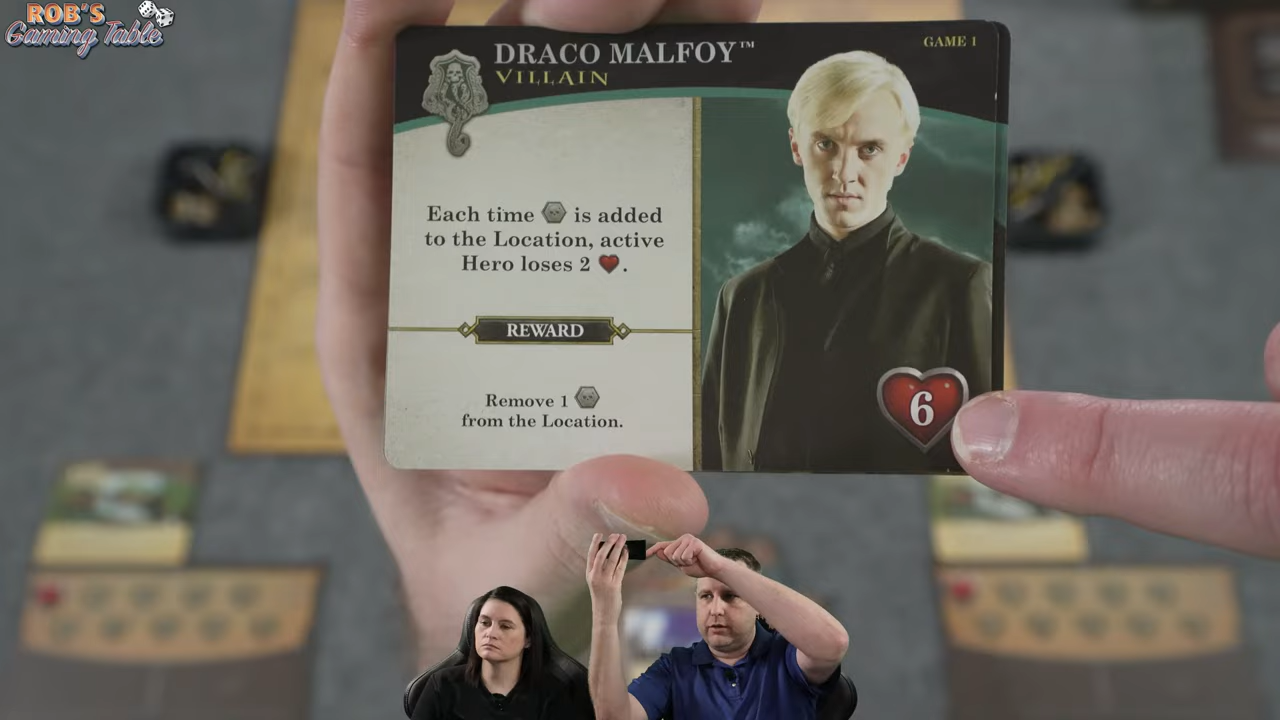 ROB'S
Gaming Table
DRACO MALFOY™
VILLAIN
GAME 1
Each time is added
to the Location, active
Hero loses 2 .
REWARD
Remove 1
from the Location.
6